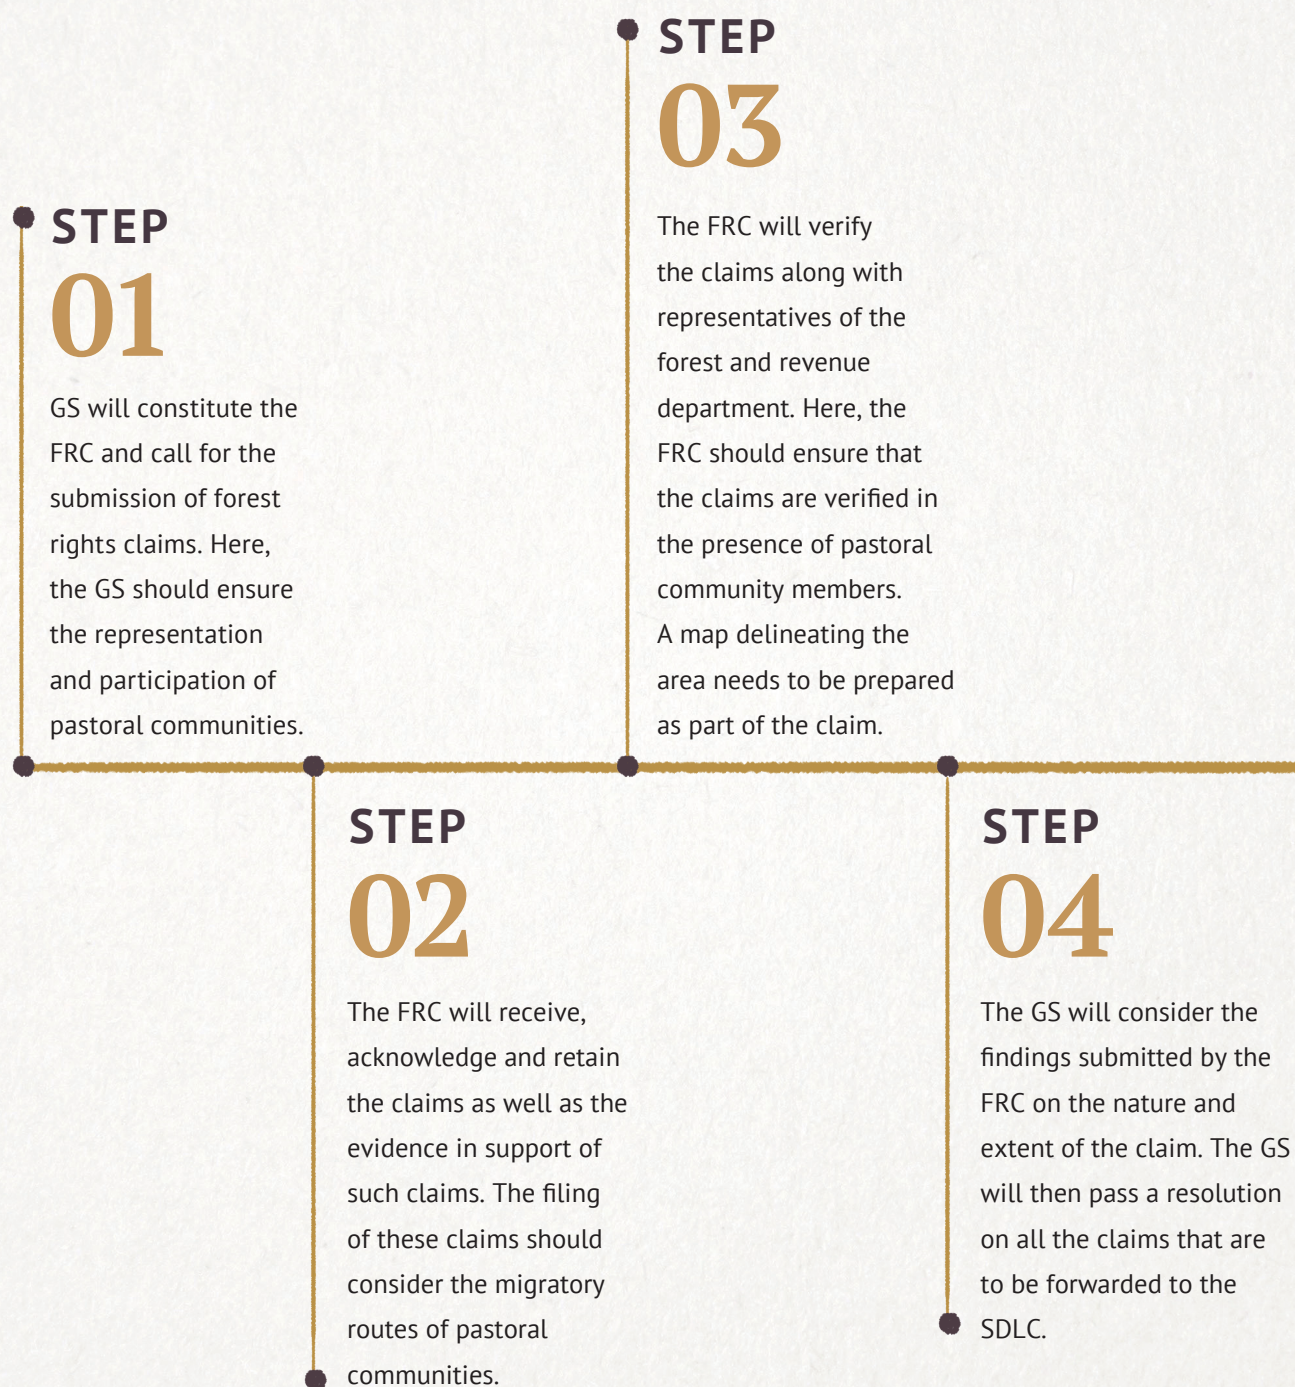 STEP
01
GS will constitute the
FRC and call for the
submission of forest
rights claims. Here,
the GS should ensure
the representation
and participation of
pastoral communities.
STEP
02
The FRC will receive,
acknowledge and retain
the claims as well as the
evidence in support of
such claims. The filing
of these claims should
consider the migratory
routes of pastoral
communities.
STEP
03
The FRC will verify
the claims along with
representatives of the
forest and revenue
department. Here, the
FRC should ensure that
the claims are verified in
the presence of pastoral
community members.
A map delineating the
area needs to be prepared
as part of the claim.
STEP
04
The GS will consider the
findings submitted by the
FRC on the nature and
extent of the claim. The GS
will then pass a resolution
on all the claims that are
to be forwarded to the
SDLC.